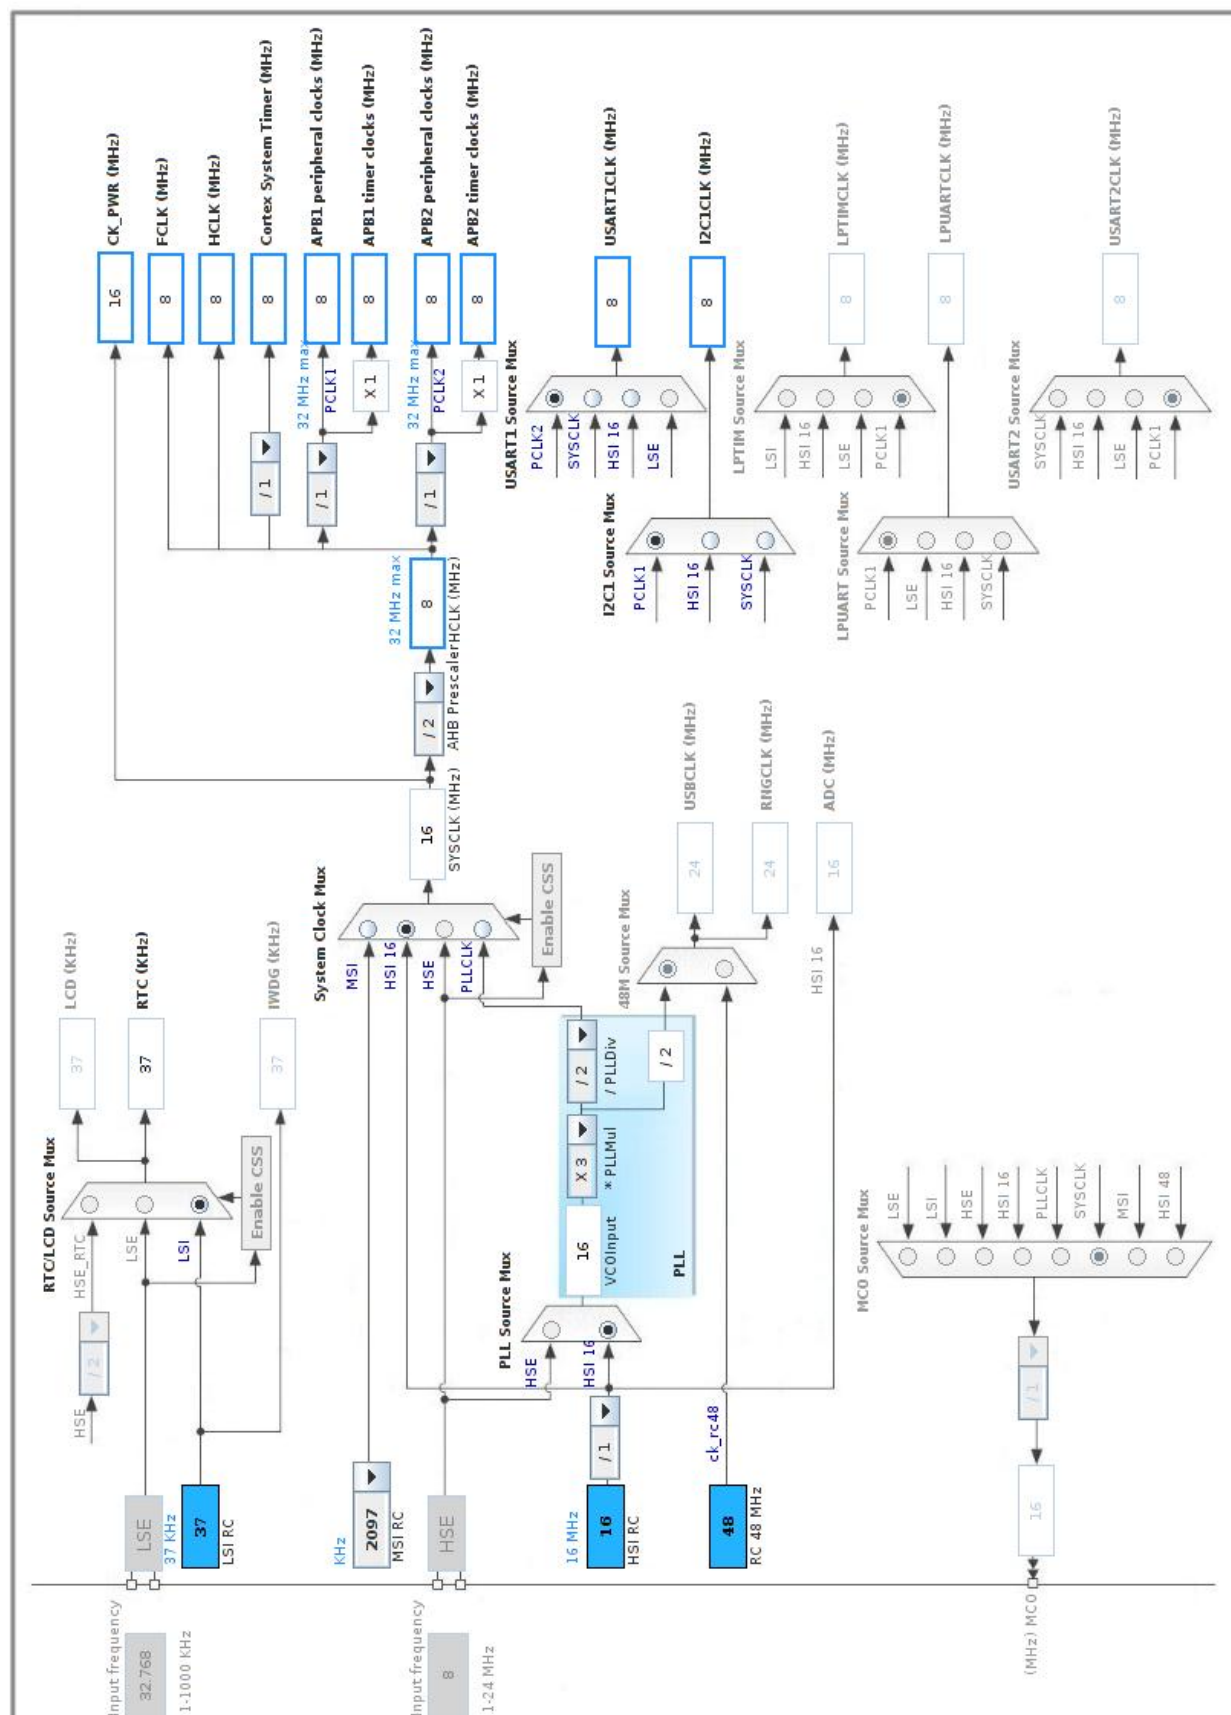 Input frequency
32.768
1-1000 KHz
LSE
37 KHz
37
LSI RC
HSE
/ 2
HSE_RTC
LSE
LSI
RTC/LCD Source Mux
Enable CSS
37
LCD (KHz)
37
RTC (KHz)
37
IWDG (KHz)
Input frequency
8
1-24 MHz
KHz
2097
MSI RC
HSE
16 MHz
16
HSI RC
/ 1
48
RC 48 MHz
ck_rc48
PLL Source Mux
HSE
HSI 16
16
VCOInput
X 3
* PLLMul
/ 2
/ PLLDiv
/ 2
PLL
System Clock Mux
MSI
HSI 16
HSE
PLLCLK
Enable CSS
48M Source Mux
24
USBCLK (MHz)
24
RNGCLK (MHz)
HSI 16
16
ADC (MHz)
16
SYSCLK (MHz)
/ 2
AHB Prescaler
32 MHz max
8
HCLK (MHz)
16
CK_PWR (MHz)
8
FCLK (MHz)
8
HCLK (MHz)
/ 1
8
Cortex System Timer (MHz)
/ 1
32 MHz max
PCLK1
8
APB1 peripheral clocks (MHz)
X 1
8
APB1 timer clocks (MHz)
/ 1
32 MHz max
PCLK2
8
APB2 peripheral clocks (MHz)
X 1
8
APB2 timer clocks (MHz)
USART1 Source Mux
PCLK2
SYSCLK
HSI 16
LSE
8
USART1CLK (MHz)
I2C1 Source Mux
PCLK1
HSI 16
SYSCLK
8
I2C1CLK (MHz)
LPTIM Source Mux
LSI
HSI 16
LSE
PCLK1
8
LPTIMCLK (MHz)
LPUART Source Mux
PCLK1
LSE
HSI 16
SYSCLK
8
LPUARTCLK (MHz)
USART2 Source Mux
SYSCLK
HSI 16
LSE
PCLK1
8
USART2CLK (MHz)
MCO Source Mux
LSE
LSI
HSE
HSI 16
PLLCLK
SYSCLK
MSI
HSI 48
/ 1
16
(MHz) MCO